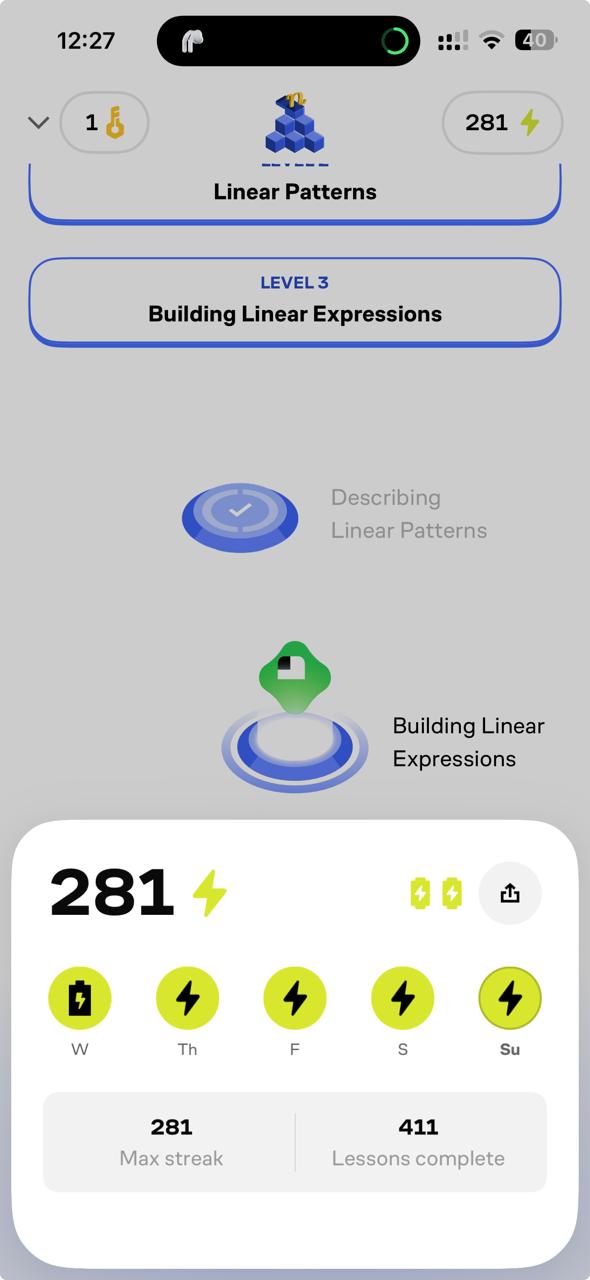 12:27
40
1
281
Linear Patterns
LEVEL 3
Building Linear Expressions
Describing
Linear Patterns
Building Linear
Expressions
281
W Th F S Su
281 411
Max streak Lessons complete